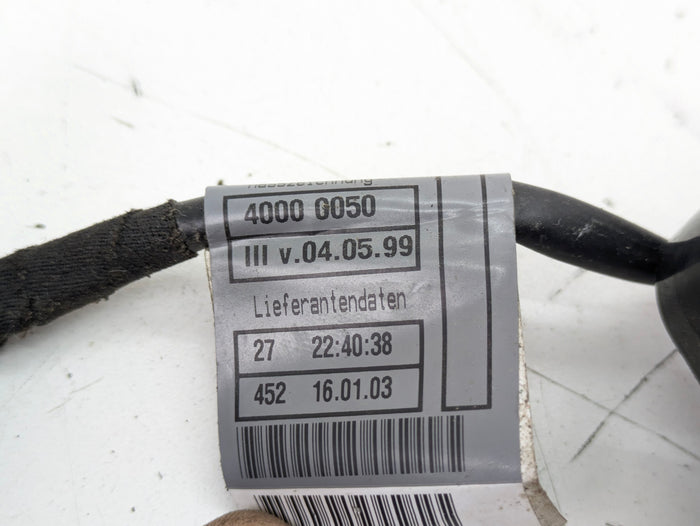 4000 0050
III v.04.05.99
Lieferantendaten
27 22:40:38
452 16.01.03